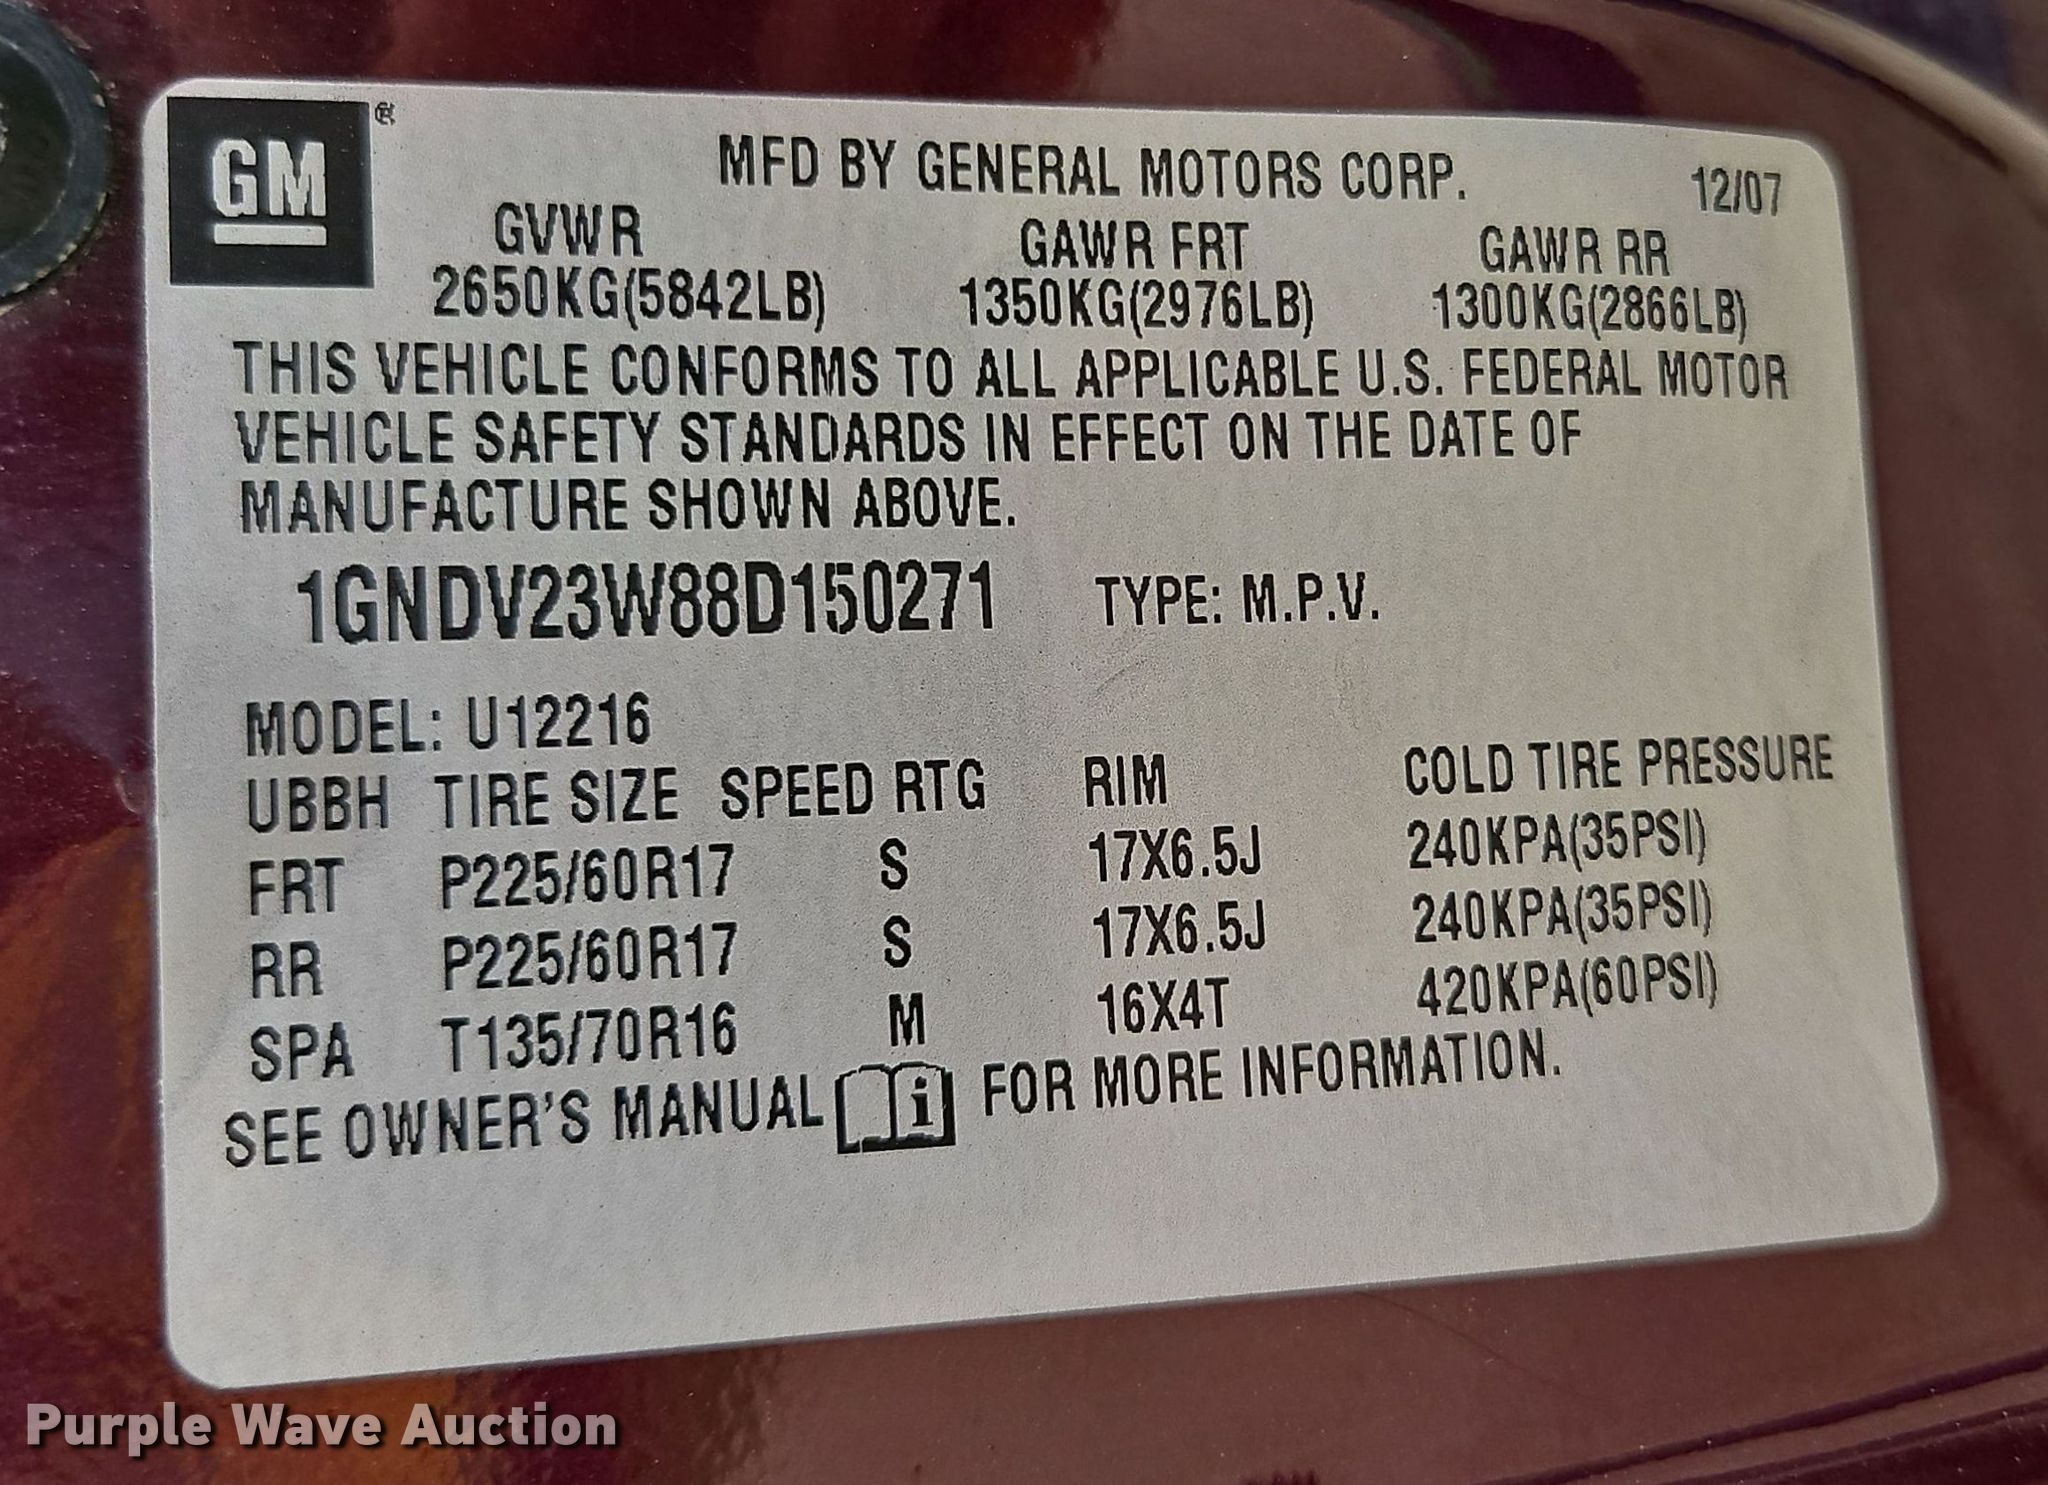 GM®
MFD BY GENERAL MOTORS CORP. 12/07
GVWR GAWR FRT GAWR RR
2650KG(5842LB) 1350KG(2976LB) 1300KG(2866LB)
THIS VEHICLE CONFORMS TO ALL APPLICABLE U.S. FEDERAL MOTOR
VEHICLE SAFETY STANDARDS IN EFFECT ON THE DATE OF
MANUFACTURE SHOWN ABOVE.
1GNDV23W88D150271 TYPE: M.P.V.
MODEL: U12216
UBBH TIRE SIZE SPEED RTG RIM COLD TIRE PRESSURE
FRT P225/60R17 S 17X6.5J 240KPA(35PSI)
RR P225/60R17 S 17X6.5J 240KPA(35PSI)
SPA T135/70R16 M 16X4T 420KPA(60PSI)
SEE OWNER'S MANUAL i FOR MORE INFORMATION.
Purple Wave Auction